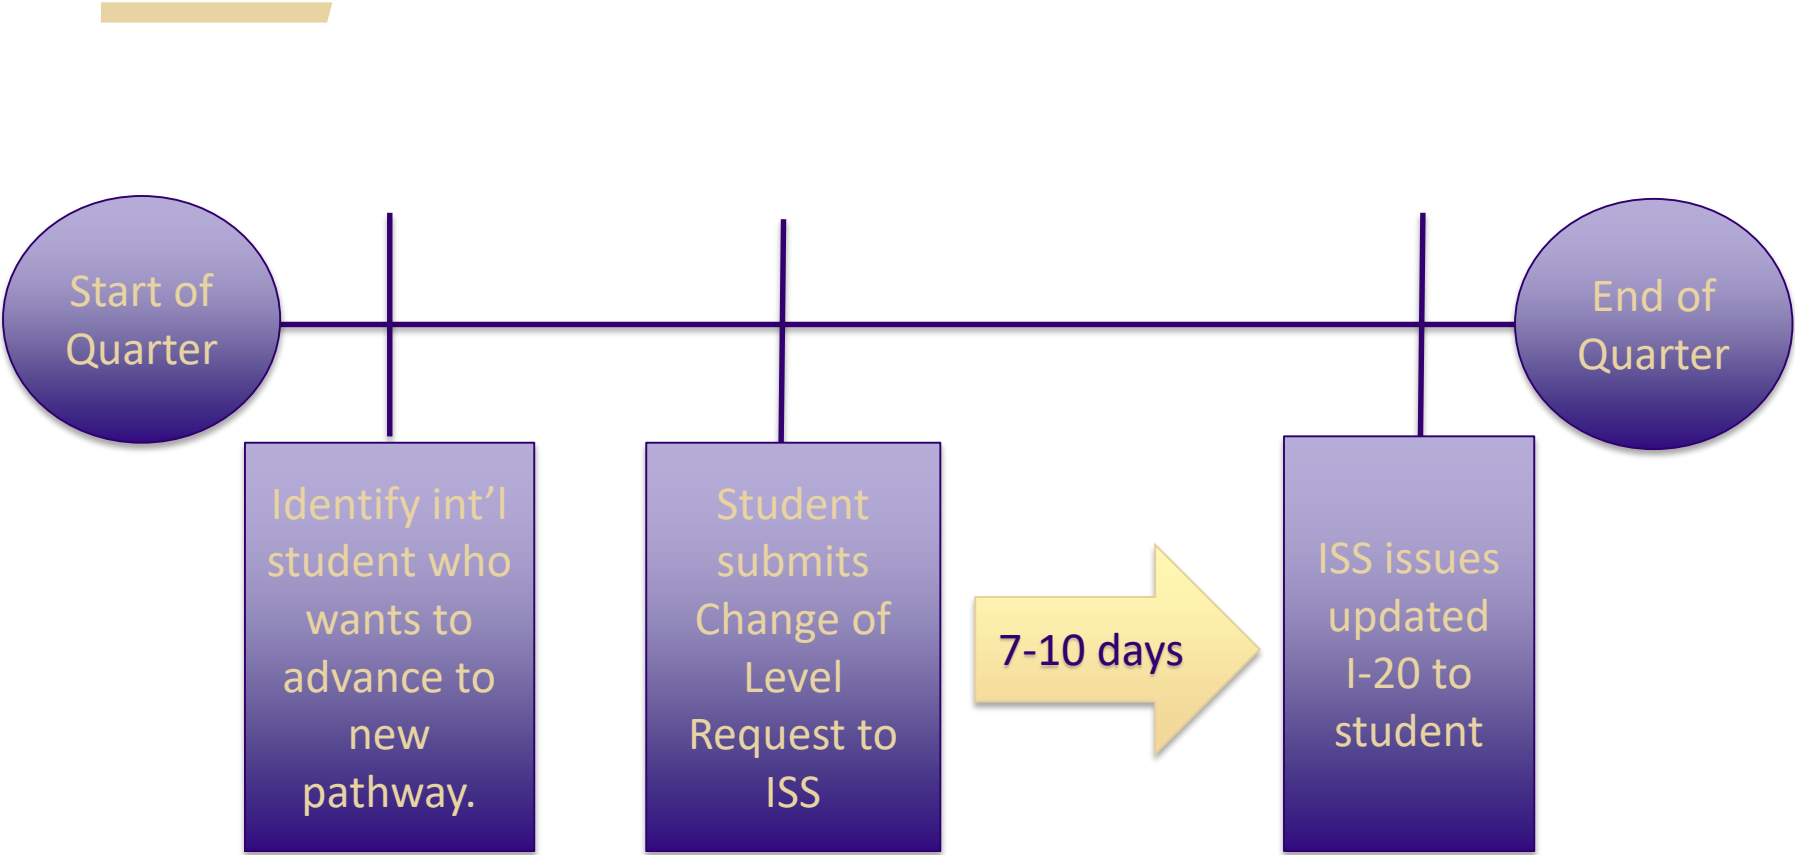 Start of
Quarter
End of
Quarter
Identify int’l
student who
wants to
advance to
new
pathway.
Student
submits
Change of
Level
Request to
ISS
7-10 days
ISS issues
updated
I-20 to
student